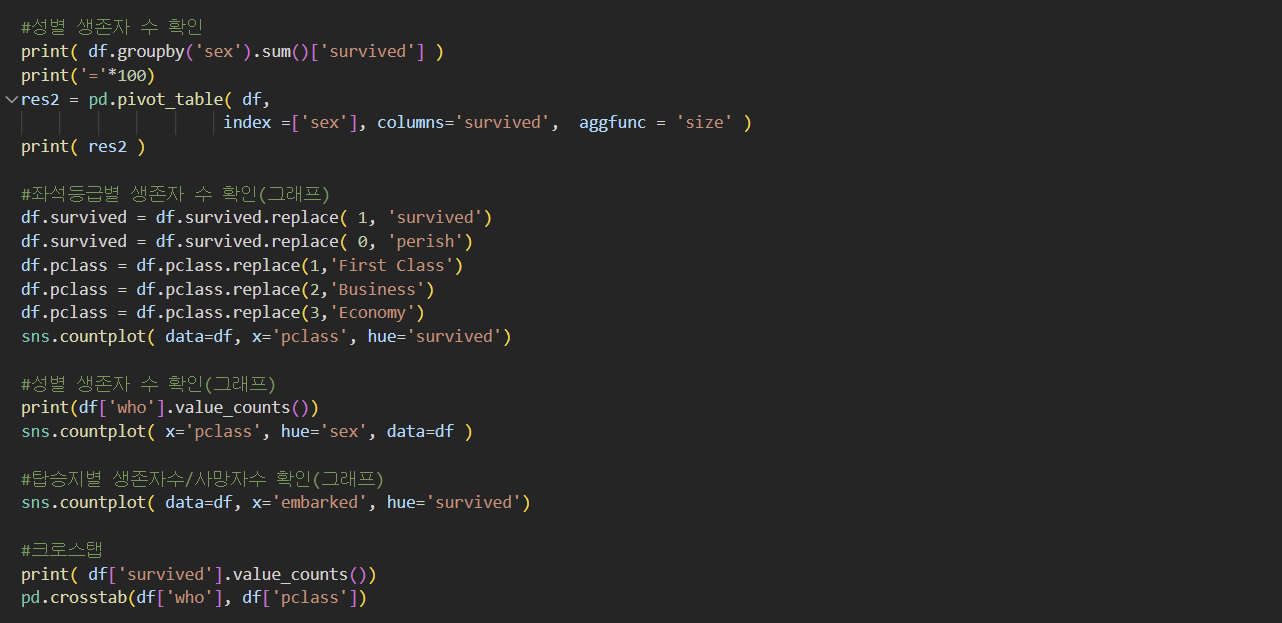 #성별 생존자 수 확인
print( df.groupby('sex').sum()['survived'] )
print('='*100)
res2 = pd.pivot_table( df,
index =['sex'], columns='survived',  aggfunc = 'size' )
print( res2 )
#좌석등급별 생존자 수 확인(그래프)
df.survived = df.survived.replace( 1, 'survived')
df.survived = df.survived.replace( 0, 'perish')
df.pclass = df.pclass.replace(1,'First Class')
df.pclass = df.pclass.replace(2,'Business')
df.pclass = df.pclass.replace(3,'Economy')
sns.countplot( data=df, x='pclass', hue='survived')
#성별 생존자 수 확인(그래프)
print(df['who'].value_counts())
sns.countplot( x='pclass', hue='sex', data=df )
#탑승지별 생존자수/사망자수 확인(그래프)
sns.countplot( data=df, x='embarked', hue='survived')
#크로스탭
print( df['survived'].value_counts())
pd.crosstab(df['who'], df['pclass'])